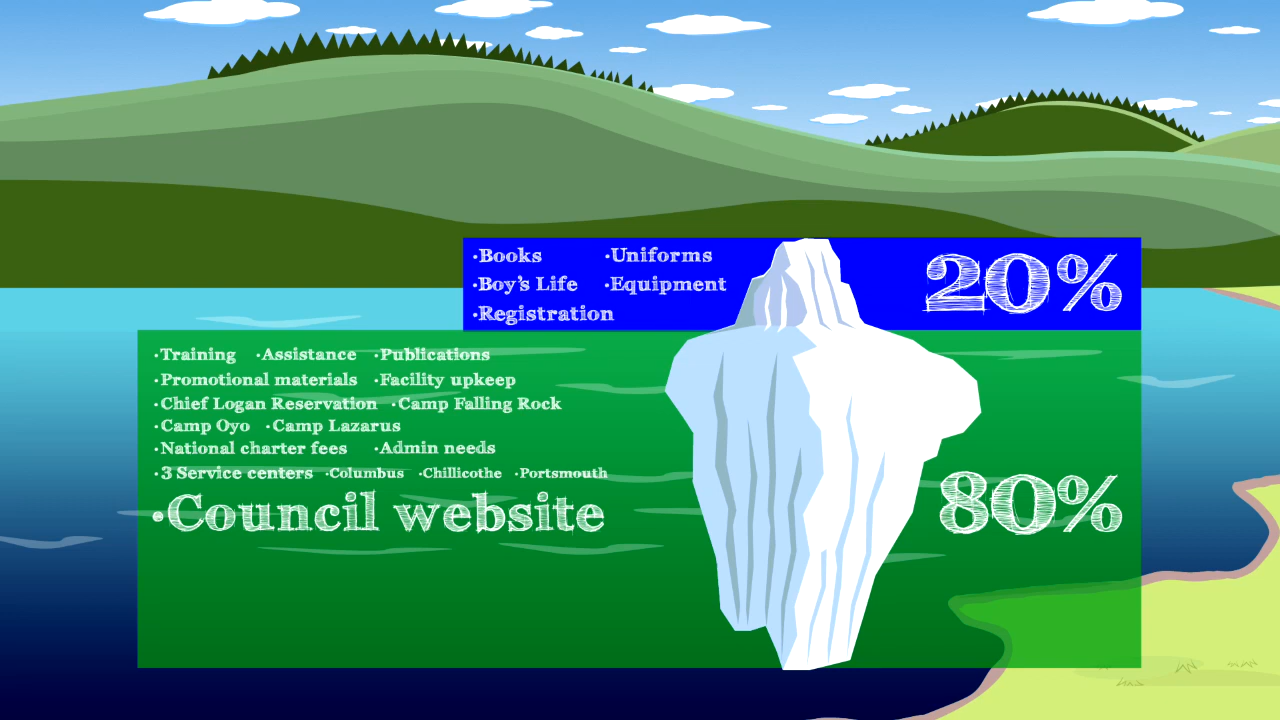 ·Books ·Uniforms
·Boy's Life ·Equipment
·Registration
20%
·Training ·Assistance ·Publications
·Promotional materials ·Facility upkeep
·Chief Logan Reservation ·Camp Falling Rock
·Camp Oyo ·Camp Lazarus
·National charter fees ·Admin needs
·3 Service centers ·Columbus ·Chillicothe ·Portsmouth
·Council website
80%